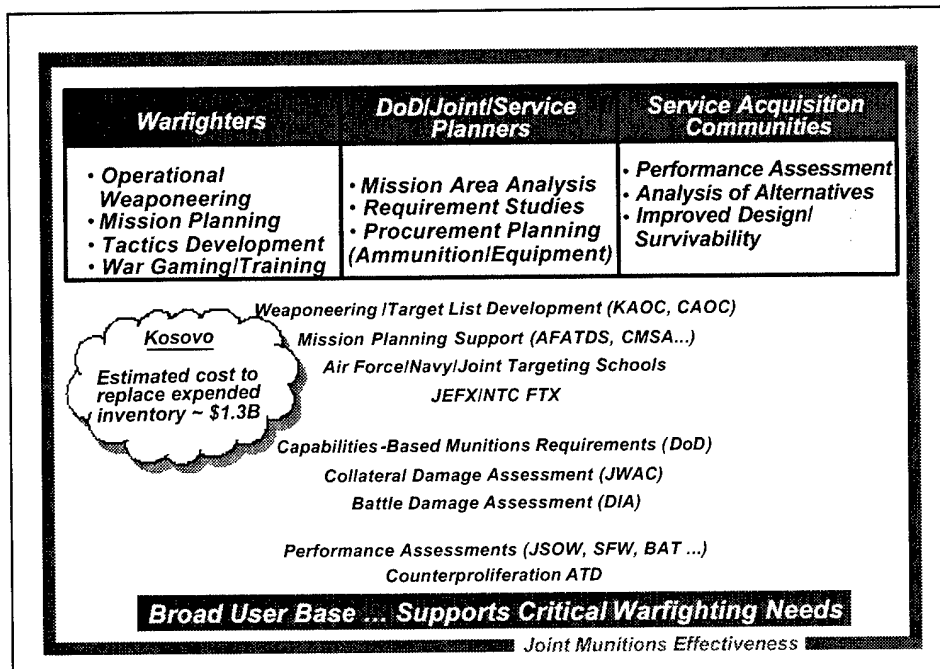 Warfighters
DoD/Joint/Service
Planners
Service Acquisition
Communities
• Operational
Weaponeering
• Mission Planning
• Tactics Development
• War Gaming/Training
• Mission Area Analysis
• Requirement Studies
• Procurement Planning
(Ammunition/Equipment)
• Performance Assessment
• Analysis of Alternatives
• Improved Design/
Survivability
Weaponeering /Target List Development (KAOC, CAOC)
Mission Planning Support (AFATDS, CMSA...)
Air Force/Navy/Joint Targeting Schools
JEFX/NTC FTX
Kosovo
Estimated cost to
replace expended
inventory ~ $1.3B
Capabilities-Based Munitions Requirements (DoD)
Collateral Damage Assessment (JWAC)
Battle Damage Assessment (DIA)
Performance Assessments (JSOW, SFW, BAT ...)
Counterproliferation ATD
Broad User Base ... Supports Critical Warfighting Needs
Joint Munitions Effectiveness